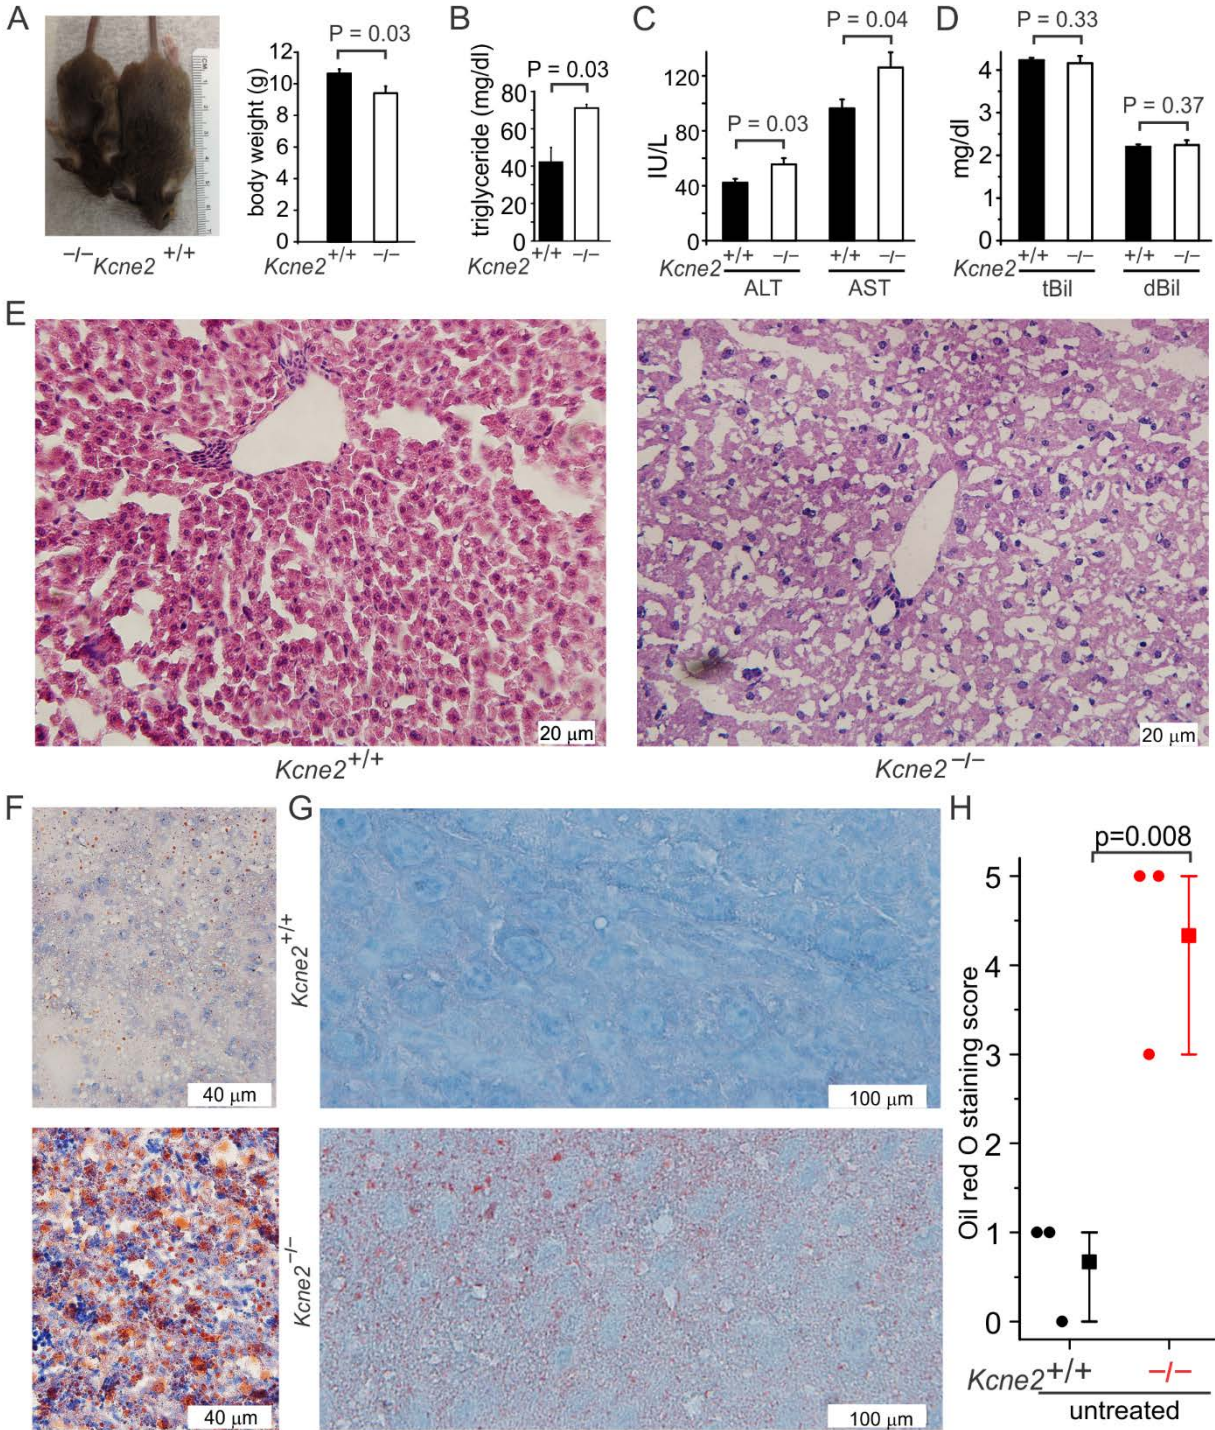 A
−/− Kcne2 +/+
CM
body weight (g)
12
10
8
6
4
2
0
P = 0.03
Kcne2 +/+ −/−
B
triglyceride (mg/dl)
80
60
40
20
0
P = 0.03
Kcne2 +/+ −/−
C
IU/L
120
80
40
0
P = 0.03
P = 0.04
Kcne2 +/+ −/− +/+ −/−
ALT AST
D
mg/dl
4
3
2
1
0
P = 0.33
P = 0.37
Kcne2 +/+ −/− +/+ −/−
tBil dBil
E
20 μm
20 μm
Kcne2+/+
Kcne2−/−
F
40 μm
40 μm
G
Kcne2+/+
100 μm
Kcne2−/−
100 μm
H
p=0.008
Oil red O staining score
5
4
3
2
1
0
Kcne2 +/+ −/−
untreated